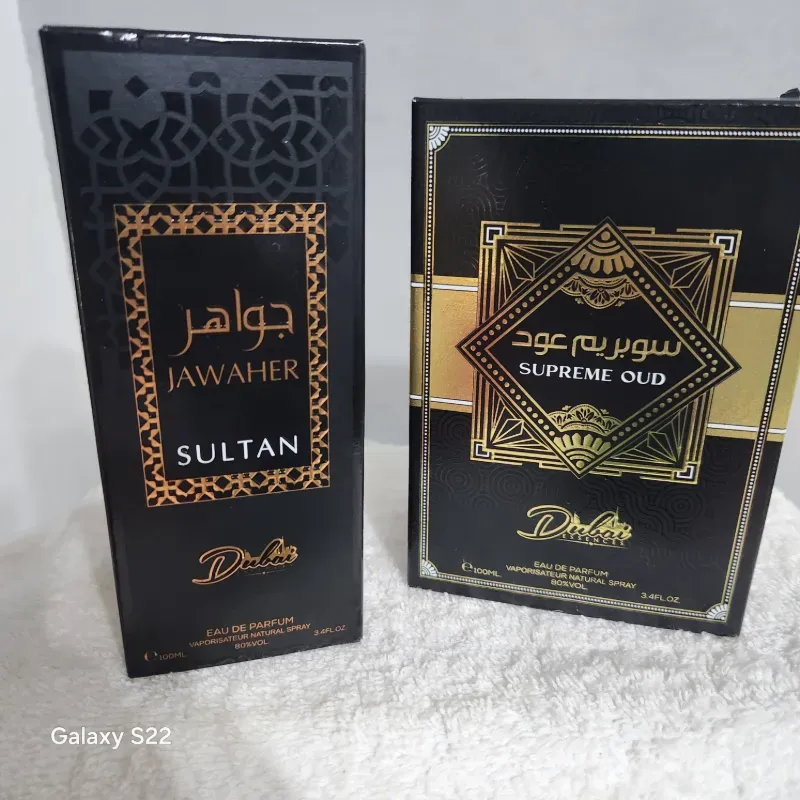 جواهر
JAWAHER
SULTAN
Dubai
EAU DE PARFUM
VAPORISATEUR NATURAL SPRAY
80%VOL
℮100ML
3.4FL.OZ
سوبريم عود
SUPREME OUD
Dubai
ESSENCES
EAU DE PARFUM
VAPORISATEUR NATURAL SPRAY
80%VOL
℮100ML
3.4FL.OZ
Galaxy S22